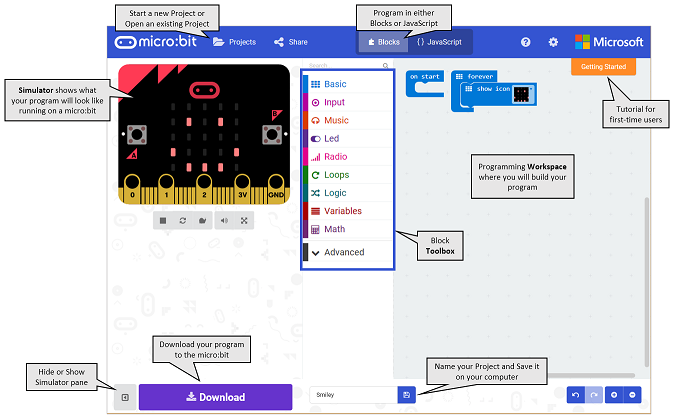 Start a new Project or
Open an existing Project
Program in either
Blocks or JavaScript
micro:bit
Projects
Share
Blocks
{ } JavaScript
Microsoft
Getting Started
Search...
Simulator shows what
your program will look like
running on a micro:bit
A
B
0 1 2 3V GND
Basic
Input
Music
Led
Radio
Loops
Logic
Variables
Math
Advanced
on start
forever
show icon
Tutorial for
first-time users
Programming Workspace
where you will build your
program
Block
Toolbox
Download your program
to the micro:bit
Name your Project and Save it
on your computer
Hide or Show
Simulator pane
Download
Smiley